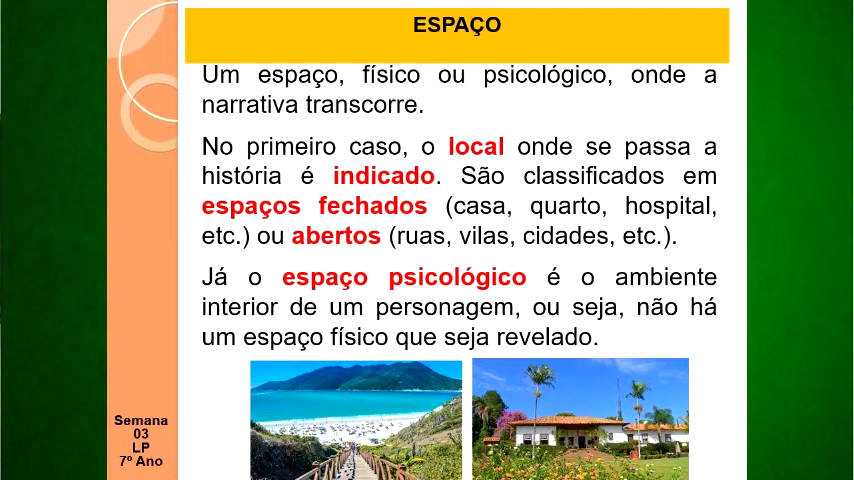 ESPAÇO
Um espaço, físico ou psicológico, onde a
narrativa transcorre.
No primeiro caso, o local onde se passa a
história é indicado. São classificados em
espaços fechados (casa, quarto, hospital,
etc.) ou abertos (ruas, vilas, cidades, etc.).
Já o espaço psicológico é o ambiente
interior de um personagem, ou seja, não há
um espaço físico que seja revelado.
Semana
03
LP
7º Ano